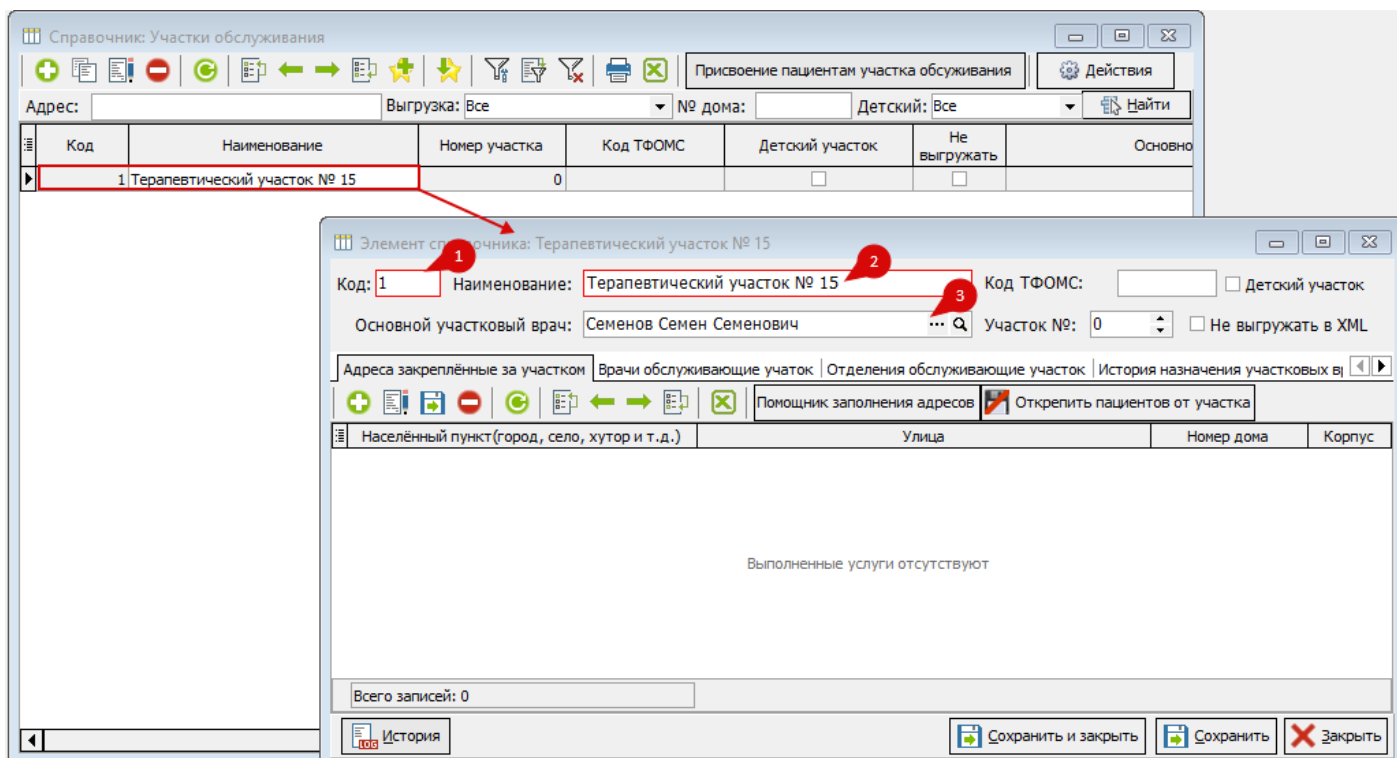 Справочник: Участки обслуживания
Присвоение пациентам участка обсуживания Действия
Адрес: Выгрузка: Все № дома: Детский: Все Найти
Код Наименование Номер участка Код ТФОМС Детский участок Не выгружать Основно
1 Терапевтический участок № 15 0
Элемент справочника: Терапевтический участок № 15
1 2
Код: 1 Наименование: Терапевтический участок № 15 Код ТФОМС: Детский участок
3
Основной участковый врач: Семенов Семен Семенович ... Участок №: 0 Не выгружать в XML
Адреса закреплённые за участком Врачи обслуживающие учаток Отделения обслуживающие участок История назначения участковых
Помощник заполнения адресов Открепить пациентов от участка
Населённый пункт(город, село, хутор и т.д.) Улица Номер дома Корпус
Выполненные услуги отсутствуют
Всего записей: 0
LOG История Сохранить и закрыть Сохранить Закрыть